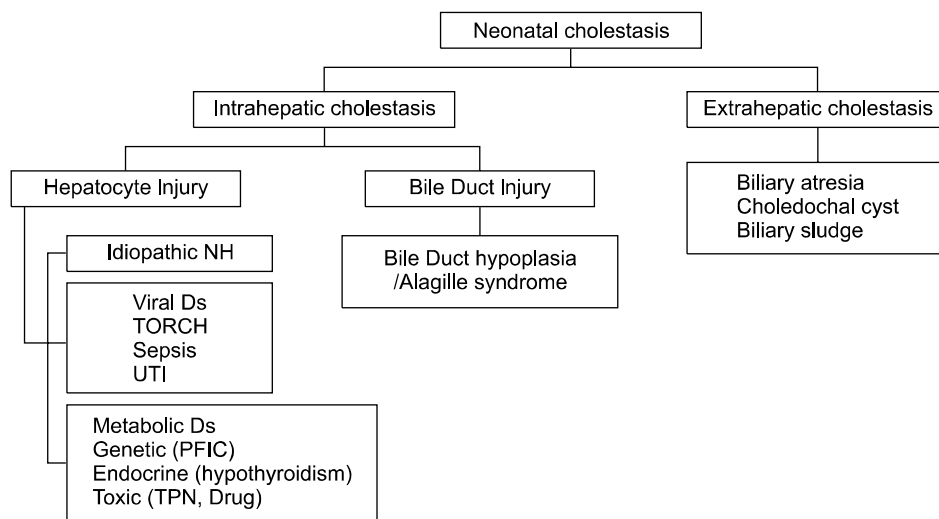 Neonatal cholestasis
Intrahepatic cholestasis
Extrahepatic cholestasis
Hepatocyte Injury
Bile Duct Injury
Biliary atresia
Choledochal cyst
Biliary sludge
Idiopathic NH
Bile Duct hypoplasia
/Alagille syndrome
Viral Ds
TORCH
Sepsis
UTI
Metabolic Ds
Genetic (PFIC)
Endocrine (hypothyroidism)
Toxic (TPN, Drug)